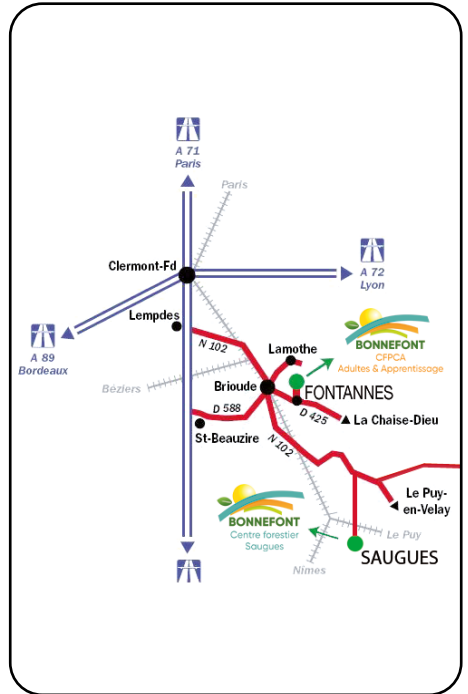 A 71
Paris
Paris
Clermont-Fd
A 72
Lyon
Lempdes
A 89
Bordeaux
N 102
Lamothe
BONNEFONT
CFPCA
Adultes & Apprentissage
Béziers
Brioude
FONTANNES
D 588
D 425
La Chaise-Dieu
St-Beauzire
N 102
Le Puy-
en-Velay
BONNEFONT
Centre forestier
Saugues
Le Puy
SAUGUES
Nîmes